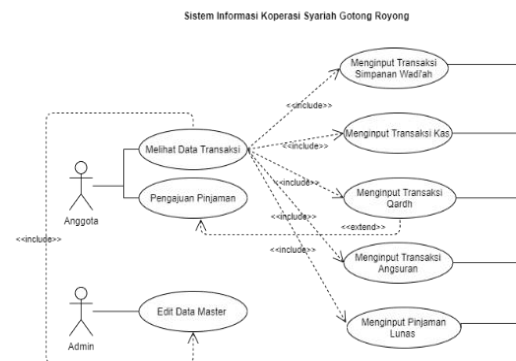 Sistem Informasi Koperasi Syariah Gotong Royong
Menginput Transaksi
Simpanan Wadi'ah
<<include>>
Melihat Data Transaksi
<<include>>
Menginput Transaksi Kas
<<include>>
Pengajuan Pinjaman
<<include>>
Menginput Transaksi
Qardh
Anggota
<<include>>
<<extend>>
<<include>>
Menginput Transaksi
Angsuran
Edit Data Master
Menginput Pinjaman
Lunas
Admin